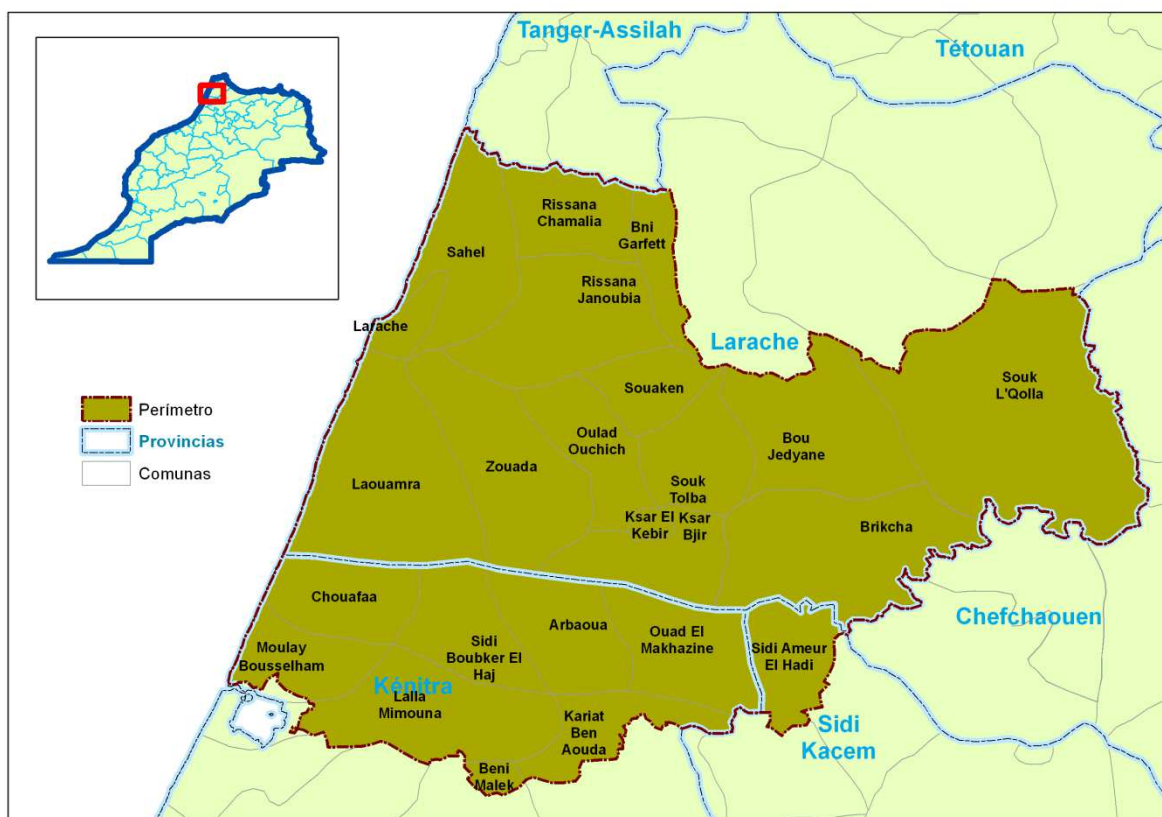 Tanger-Assilah
Tétouan
Rissana
Chamalia
Bni
Garfett
Sahel
Rissana
Janoubia
Larache
Larache
Souk
L'Qolla
Souaken
Perímetro
Provincias
Comunas
Oulad
Ouchich
Bou
Jedyane
Zouada
Laouamra
Souk
Tolba
Ksar El
Kebir
Ksar
Bjir
Brikcha
Chouafaa
Arbaoua
Ouad El
Makhazine
Chefchaouen
Moulay
Bousselham
Sidi
Boubker El
Haj
Sidi Ameur
El Hadi
Kénitra
Lalla
Mimouna
Kariat
Ben
Aouda
Sidi
Kacem
Beni
Malek